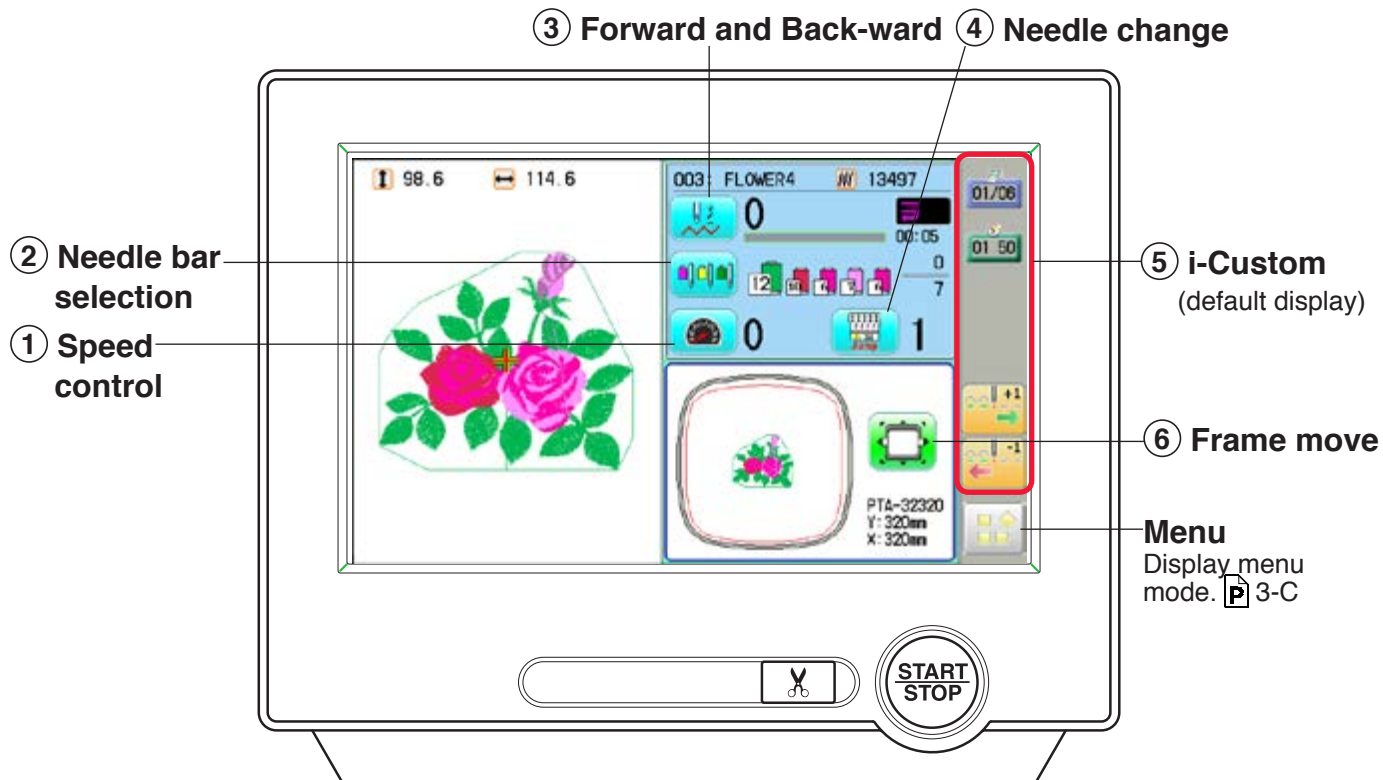 ③ Forward and Back-ward ④ Needle change
98.6 114.6
003: FLOWER4 13497
0
00:05
0
7
12
0 1
01/06
01 50
+1
-1
② Needle bar
selection
① Speed
control
⑤ i-Custom
(default display)
⑥ Frame move
PTA-32320
Y: 320mm
X: 320mm
Menu
Display menu
mode. P 3-C
START
STOP